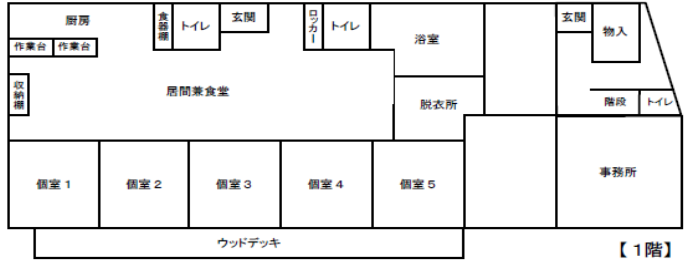 厨房
食器棚
トイレ
玄関
ロッカー
トイレ
浴室
玄関
物入
作業台
作業台
収納棚
居間兼食堂
脱衣所
階段
トイレ
個室1
個室2
個室3
個室4
個室5
事務所
ウッドデッキ
【1階】